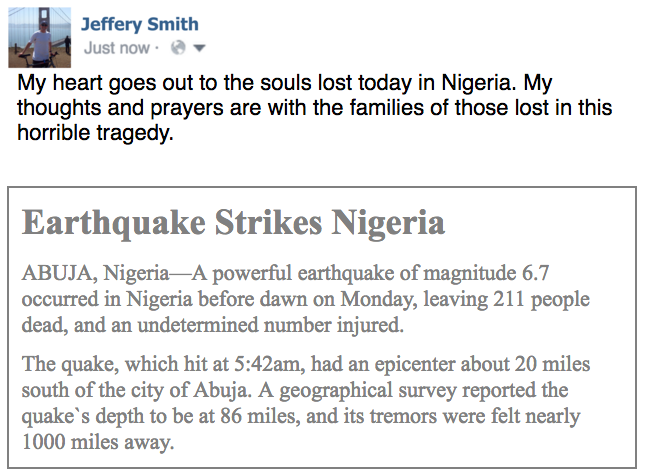 Jeffery Smith
Just now ·
My heart goes out to the souls lost today in Nigeria. My
thoughts and prayers are with the families of those lost in this
horrible tragedy.
Earthquake Strikes Nigeria
ABUJA, Nigeria—A powerful earthquake of magnitude 6.7
occurred in Nigeria before dawn on Monday, leaving 211 people
dead, and an undetermined number injured.
The quake, which hit at 5:42am, had an epicenter about 20 miles
south of the city of Abuja. A geographical survey reported the
quake`s depth to be at 86 miles, and its tremors were felt nearly
1000 miles away.